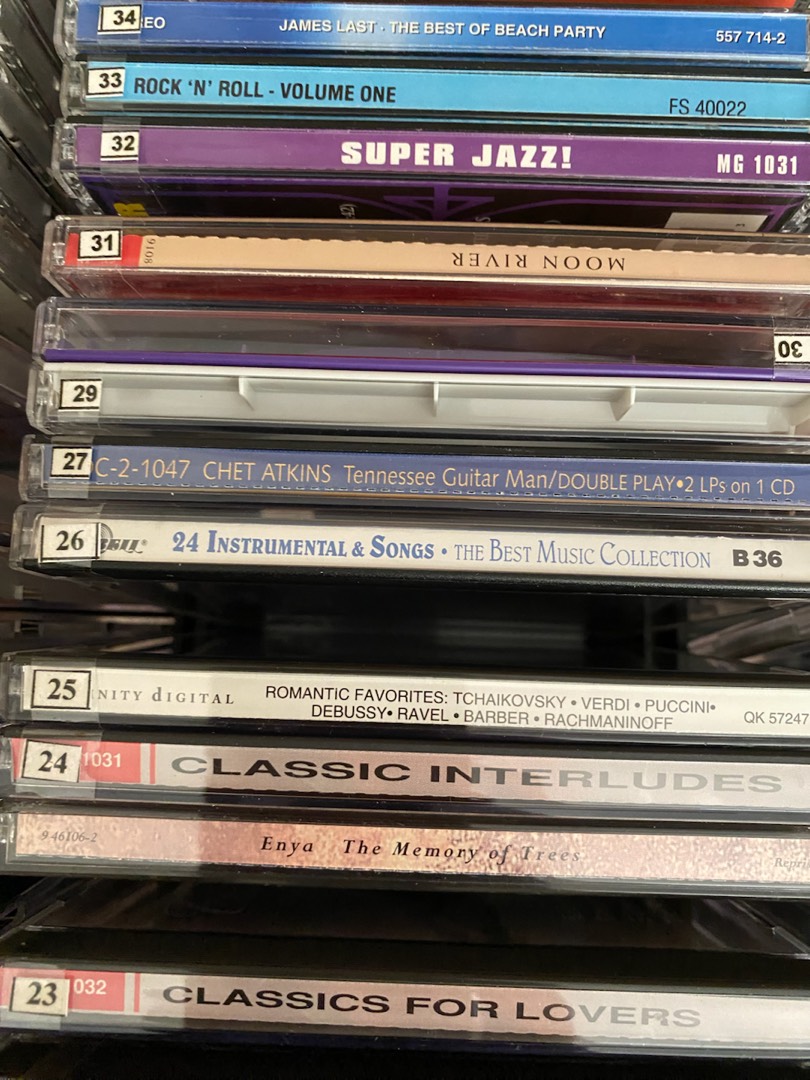 34 EO JAMES LAST · THE BEST OF BEACH PARTY 557 714-2
33 ROCK 'N' ROLL - VOLUME ONE FS 40022
32 SUPER JAZZ! MG 1031
31 9108 MOON RIVER
30
29
27 C-2-1047 CHET ATKINS Tennessee Guitar Man/DOUBLE PLAY•2 LPs on 1 CD
26 24 INSTRUMENTAL & SONGS • THE BEST MUSIC COLLECTION B 36
25 NITY dIGITAL ROMANTIC FAVORITES: TCHAIKOVSKY • VERDI • PUCCINI•
DEBUSSY• RAVEL • BARBER • RACHMANINOFF QK 57247
24 1031 CLASSIC INTERLUDES
9 46106-2 Enya The Memory of Trees Repri
23 032 CLASSICS FOR LOVERS